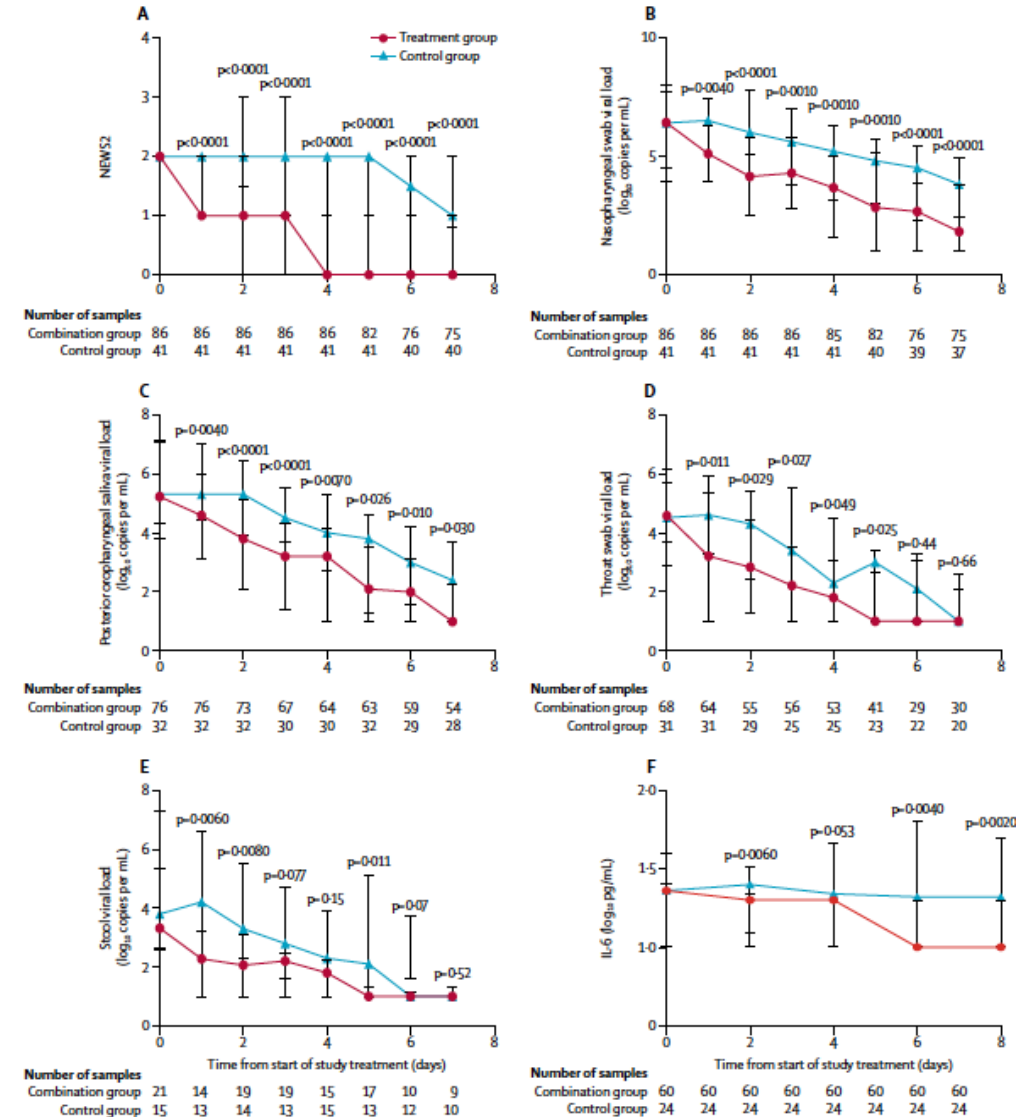 A
Treatment group
Control group
4
3
2
1
0
NEWS2
p<0·0001
p<0·0001
p<0·0001
p<0·0001
p<0·0001
p<0·0001
p<0·0001
0 2 4 6 8
Number of samples
Combination group 86 86 86 86 86 82 76 75
Control group 41 41 41 41 41 41 40 40
B
10
5
0
Nasopharyngeal swab viral load
(log₁₀ copies per mL)
p=0·0040
p<0·0001
p=0·0010
p=0·0010
p=0·0010
p<0·0001
p<0·0001
0 2 4 6 8
Number of samples
Combination group 86 86 86 86 85 82 76 75
Control group 41 41 41 41 41 40 39 37
C
8
6
4
2
0
Posterior oropharyngeal saliva viral load
(log₁₀ copies per mL)
p=0·0040
p<0·0001
p<0·0001
p=0·0070
p=0·026
p=0·010
p=0·030
0 2 4 6 8
Number of samples
Combination group 76 76 73 67 64 63 59 54
Control group 32 32 32 30 30 32 29 28
D
8
6
4
2
0
Throat swab viral load
(log₁₀ copies per mL)
p=0·011
p=0·029
p=0·027
p=0·049
p=0·025
p=0·44
p=0·66
0 2 4 6 8
Number of samples
Combination group 68 64 55 56 53 41 29 30
Control group 31 31 29 25 25 23 22 20
E
8
6
4
2
0
Stool viral load
(log₁₀ copies per mL)
p=0·0060
p=0·0080
p=0·077
p=0·15
p=0·011
p=0·07
p=0·52
0 2 4 6 8
Time from start of study treatment (days)
Number of samples
Combination group 21 14 19 19 15 17 10 9
Control group 15 13 14 13 15 13 12 10
F
2·0
1·5
1·0
0
IL-6 (log₁₀ pg/mL)
p=0·0060
p=0·053
p=0·0040
p=0·0020
0 2 4 6 8
Time from start of study treatment (days)
Number of samples
Combination group 60 60 60 60 60 60 60
Control group 24 24 24 24 24 24 24